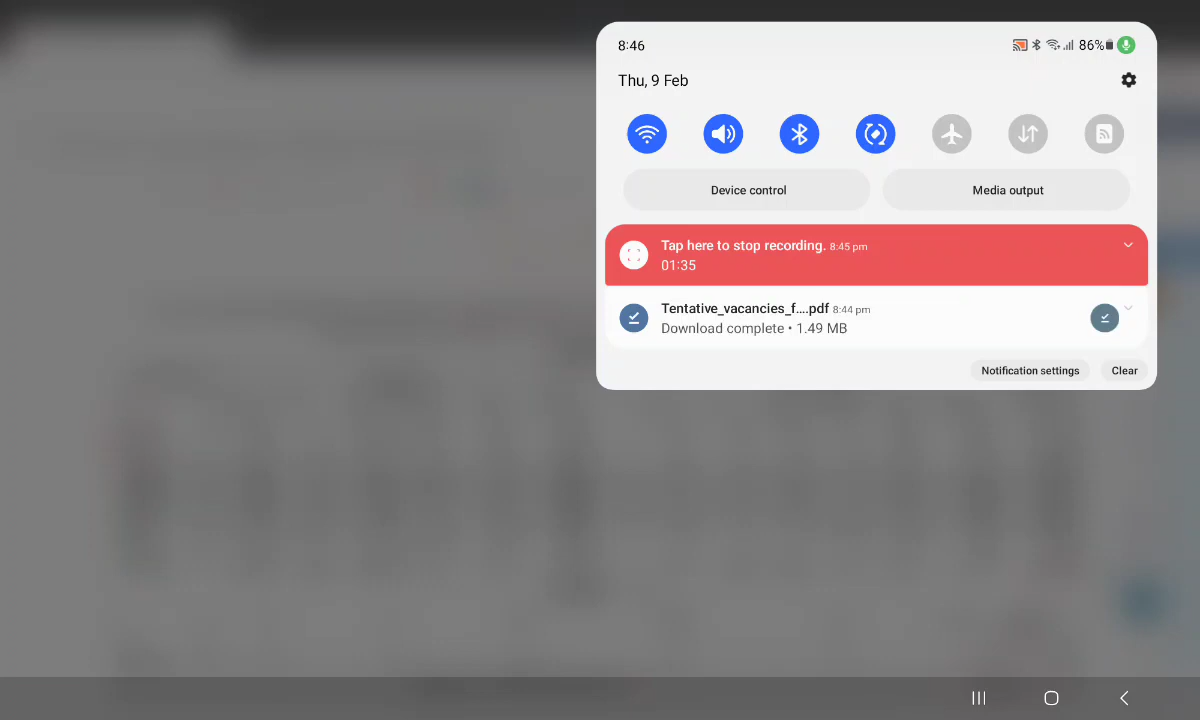 8:46
86%
Thu, 9 Feb
Device control
Media output
Tap here to stop recording. 8:45 pm
01:35
Tentative_vacancies_f....pdf 8:44 pm
Download complete • 1.49 MB
Notification settings
Clear